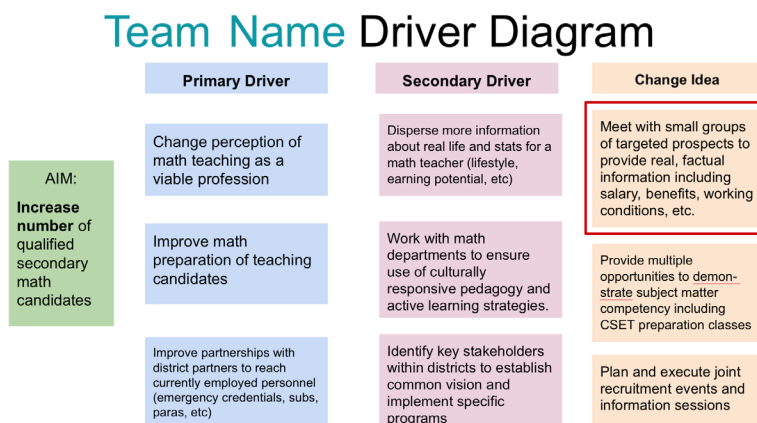 Team Name Driver Diagram
Primary Driver
Secondary Driver
Change Idea
AIM:
Increase
number of
qualified
secondary
math
candidates
Change perception of
math teaching as a
viable profession
Improve math
preparation of teaching
candidates
Improve partnerships with
district partners to reach
currently employed personnel
(emergency credentials, subs,
paras, etc)
Disperse more information
about real life and stats for a
math teacher (lifestyle,
earning potential, etc)
Work with math
departments to ensure
use of culturally
responsive pedagogy and
active learning strategies.
Identify key stakeholders
within districts to establish
common vision and
implement specific
programs
Meet with small groups
of targeted prospects to
provide real, factual
information including
salary, benefits, working
conditions, etc.
Provide multiple
opportunities to demon-
strate subject matter
competency including
CSET preparation classes
Plan and execute joint
recruitment events and
information sessions